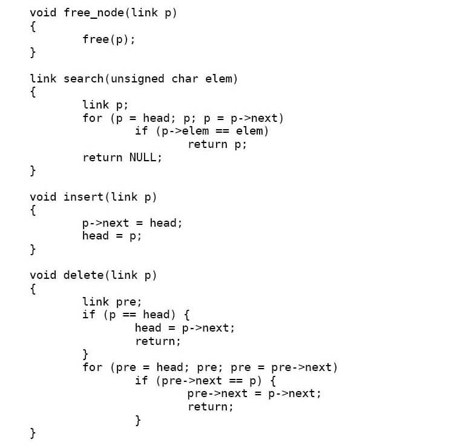 void free_node(link p)
{
        free(p);
}

link search(unsigned char elem)
{
        link p;
        for (p = head; p; p = p->next)
                if (p->elem == elem)
                        return p;
        return NULL;
}

void insert(link p)
{
        p->next = head;
        head = p;
}

void delete(link p)
{
        link pre;
        if (p == head) {
                head = p->next;
                return;
        }
        for (pre = head; pre; pre = pre->next)
                if (pre->next == p) {
                        pre->next = p->next;
                        return;
                }
}